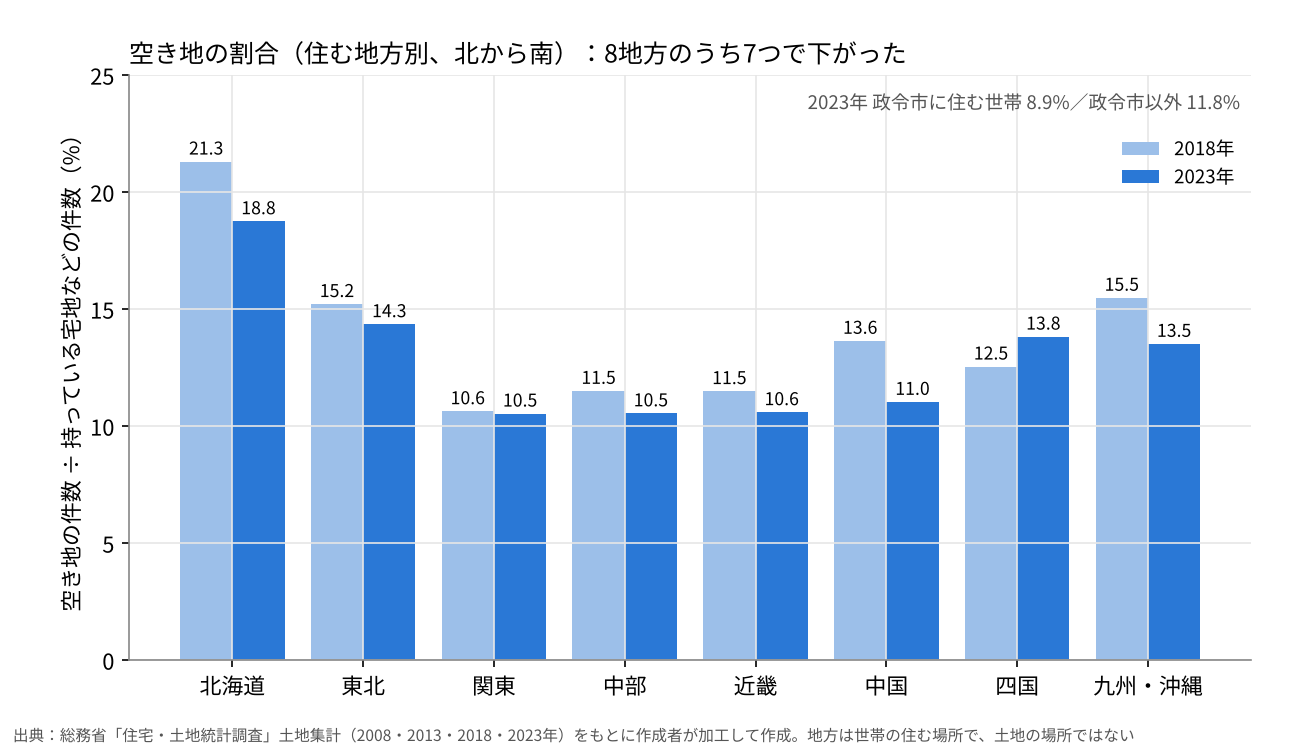 空き地の割合（住む地方別、北から南）：8地方のうち7つで下がった
2023年 政令市に住む世帯 8.9%／政令市以外 11.8%
2018年
2023年
空き地の件数 ÷ 持っている宅地などの件数（%）
25
20
15
10
5
0
21.3
18.8
15.2
14.3
10.6
10.5
11.5
10.5
11.5
10.6
13.6
11.0
12.5
13.8
15.5
13.5
北海道
東北
関東
中部
近畿
中国
四国
九州・沖縄
出典：総務省「住宅・土地統計調査」土地集計（2008・2013・2018・2023年）をもとに作成者が加工して作成。地方は世帯の住む場所で、土地の場所ではない